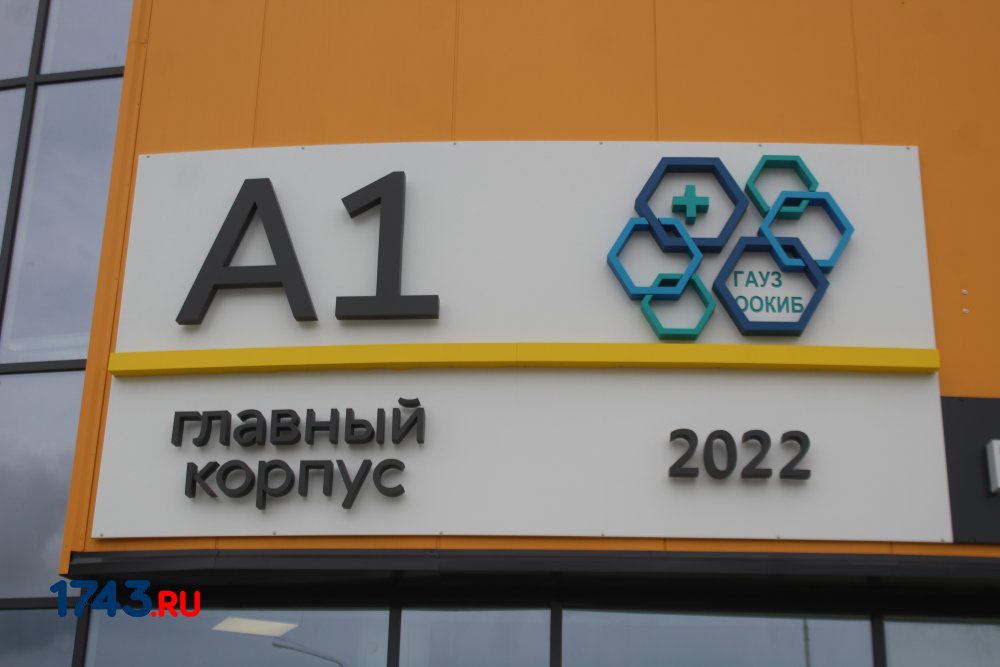 А1
ГАУЗ
ООКИБ
главный
корпус
2022
1743.RU